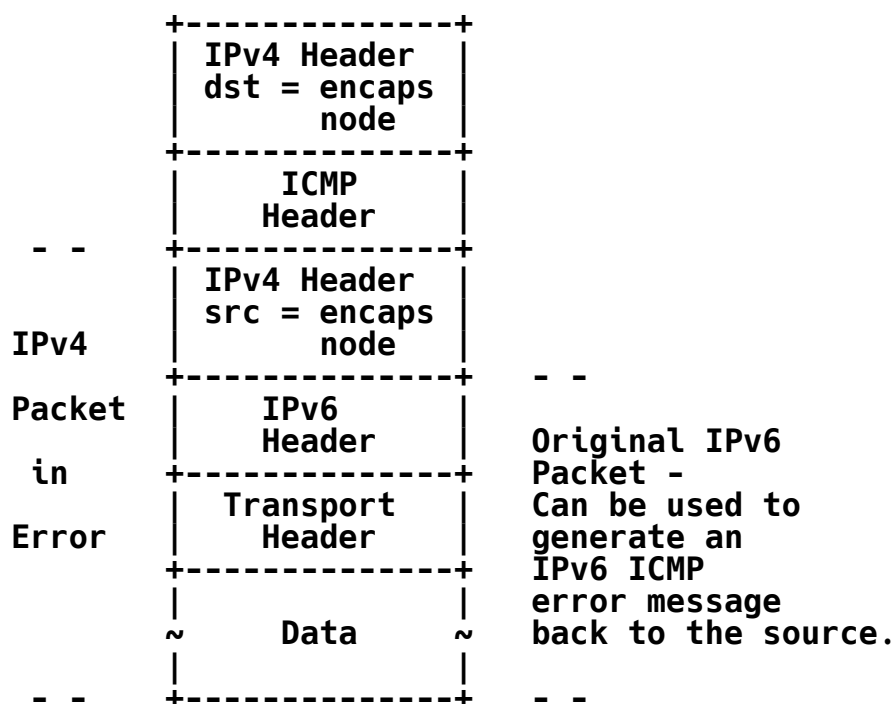 +--------------+
| IPv4 Header  |
| dst = encaps |
|       node   |
+--------------+
|     ICMP     |
|    Header    |
 - -    +--------------+
| IPv4 Header  |
| src = encaps |
IPv4    |       node   |
+--------------+   - -
Packet  |    IPv6      |
|    Header    |   Original IPv6
 in     +--------------+   Packet -
|  Transport   |   Can be used to
Error   |    Header    |   generate an
+--------------+   IPv6 ICMP
|              |   error message
~     Data     ~   back to the source.
|              |
 - -    +--------------+   - -